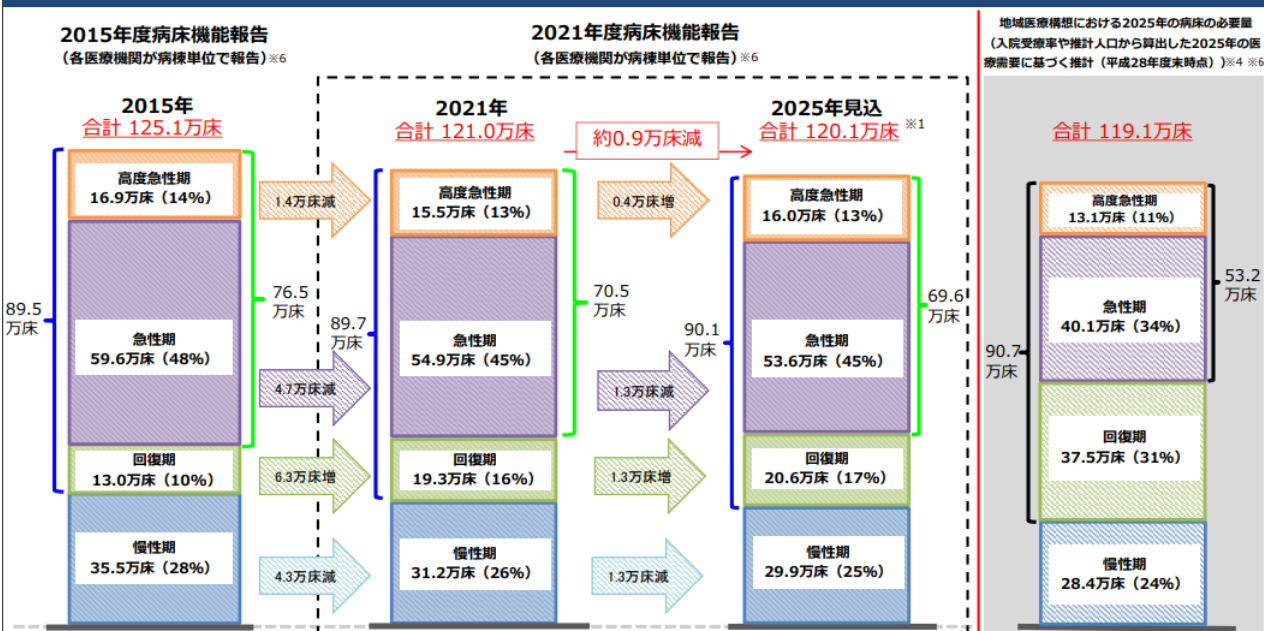 2015年度病床機能報告
(各医療機関が病棟単位で報告)※6
2015年
合計 125.1万床
高度急性期
16.9万床（14%）
急性期
59.6万床（48%）
回復期
13.0万床（10%）
慢性期
35.5万床（28%）
89.5
万床
76.5
万床
1.4万床減
4.7万床減
6.3万床増
4.3万床減
2021年度病床機能報告
(各医療機関が病棟単位で報告)※6
2021年
合計 121.0万床
高度急性期
15.5万床（13%）
急性期
54.9万床（45%）
回復期
19.3万床（16%）
慢性期
31.2万床（26%）
89.7
万床
70.5
万床
約0.9万床減
0.4万床増
1.3万床減
1.3万床増
1.3万床減
2025年見込
合計 120.1万床 ※1
高度急性期
16.0万床（13%）
急性期
53.6万床（45%）
回復期
20.6万床（17%）
慢性期
29.9万床（25%）
90.1
万床
69.6
万床
地域医療構想における2025年の病床の必要量
（入院受療率や推計人口から算出した2025年の医
療需要に基づく推計（平成28年度末時点）)※4 ※6
合計 119.1万床
高度急性期
13.1万床（11%）
急性期
40.1万床（34%）
回復期
37.5万床（31%）
慢性期
28.4万床（24%）
90.7
万床
53.2
万床